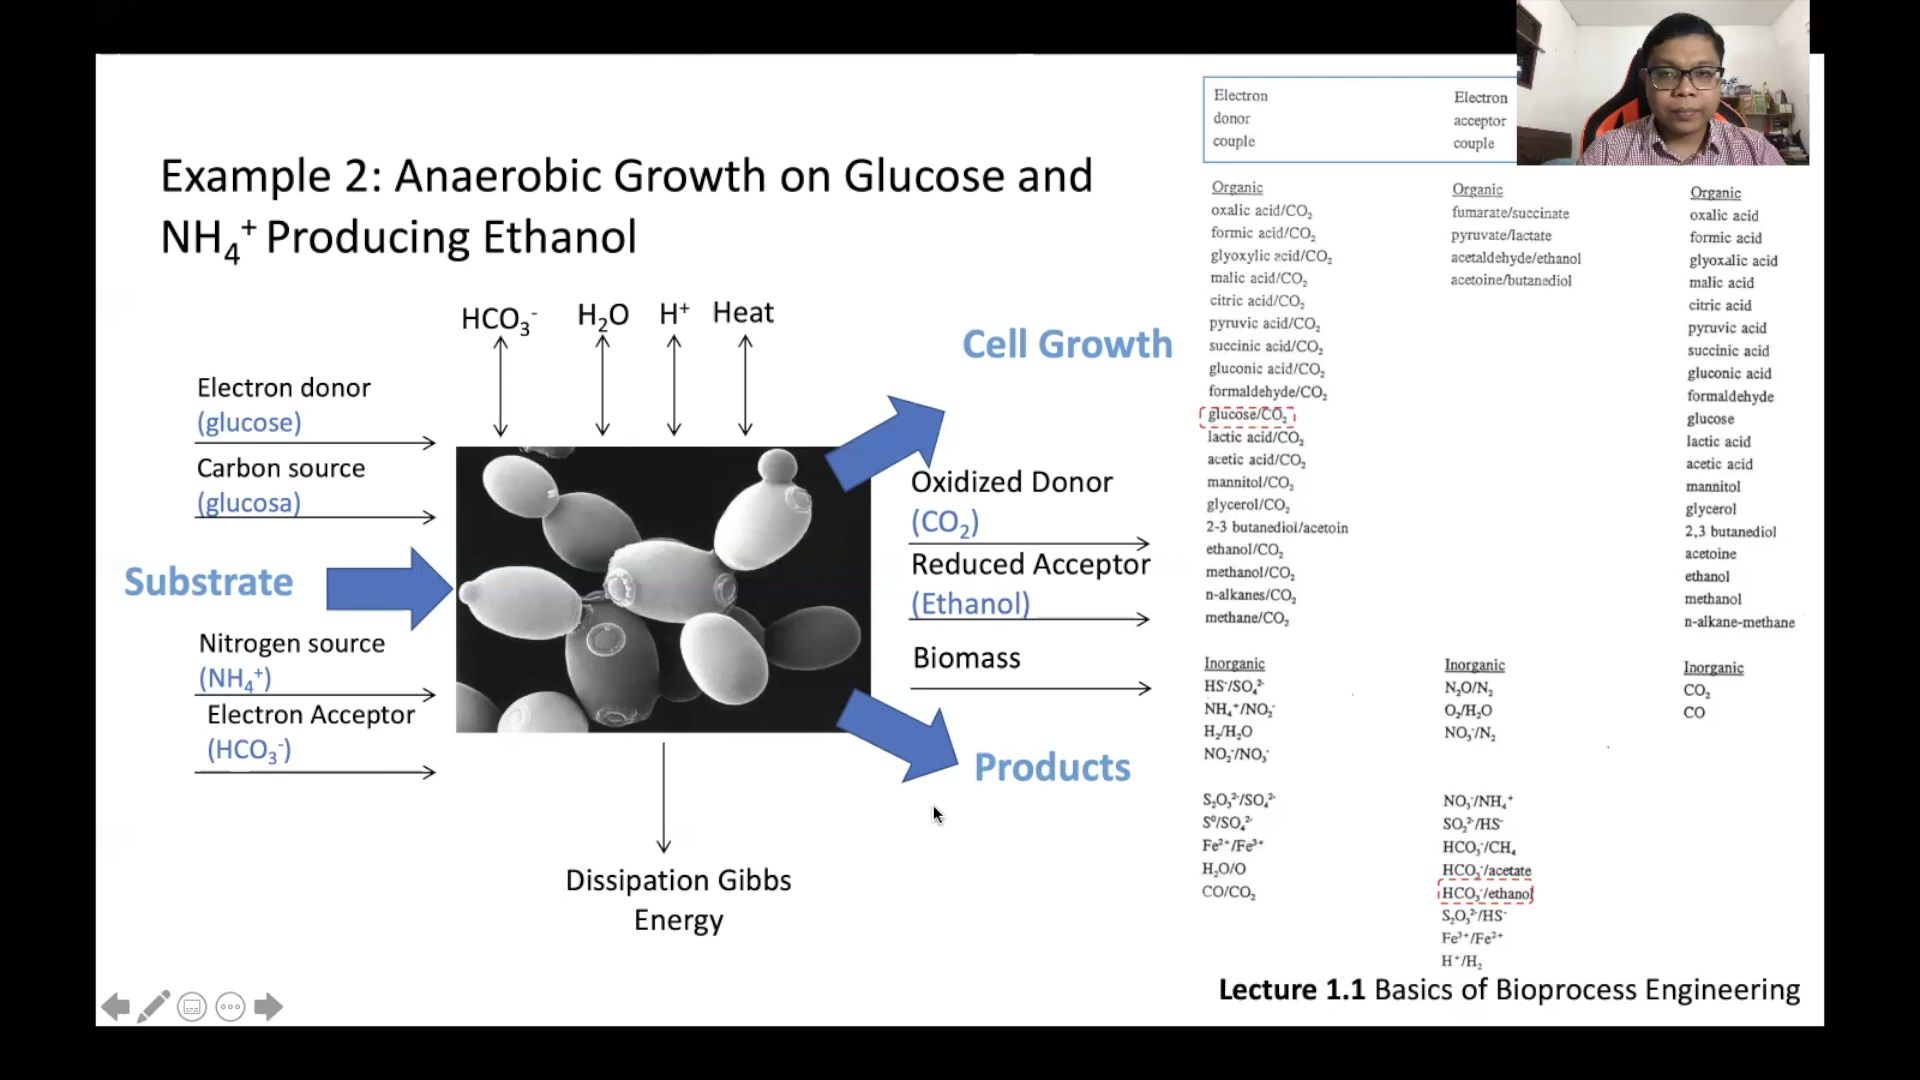 Example 2: Anaerobic Growth on Glucose and
NH₄⁺ Producing Ethanol
HCO₃⁻ H₂O H⁺ Heat
Electron donor
(glucose)
Carbon source
(glucosa)
Substrate
Nitrogen source
(NH₄⁺)
Electron Acceptor
(HCO₃⁻)
Cell Growth
Oxidized Donor
(CO₂)
Reduced Acceptor
(Ethanol)
Biomass
Products
Dissipation Gibbs
Energy
Electron
donor
couple
Organic
oxalic acid/CO₂
formic acid/CO₂
glyoxylic acid/CO₂
malic acid/CO₂
citric acid/CO₂
pyruvic acid/CO₂
succinic acid/CO₂
gluconic acid/CO₂
formaldehyde/CO₂
glucose/CO₂
lactic acid/CO₂
acetic acid/CO₂
mannitol/CO₂
glycerol/CO₂
2-3 butanediol/acetoin
ethanol/CO₂
methanol/CO₂
n-alkanes/CO₂
methane/CO₂
Inorganic
HS⁻/SO₄²⁻
NH₄⁺/NO₂⁻
H₂/H₂O
NO₂⁻/NO₃⁻
S₂O₃²⁻/SO₄²⁻
S⁰/SO₄²⁻
Fe²⁺/Fe³⁺
H₂O/O
CO/CO₂
Electron
acceptor
couple
Organic
fumarate/succinate
pyruvate/lactate
acetaldehyde/ethanol
acetoine/butanediol
Inorganic
N₂O/N₂
O₂/H₂O
NO₃⁻/N₂
NO₃⁻/NH₄⁺
SO₂²⁻/HS⁻
HCO₃⁻/CH₄
HCO₃⁻/acetate
HCO₃⁻/ethanol
S₂O₃²⁻/HS⁻
Fe³⁺/Fe²⁺
H⁺/H₂
Organic
oxalic acid
formic acid
glyoxalic acid
malic acid
citric acid
pyruvic acid
succinic acid
gluconic acid
formaldehyde
glucose
lactic acid
acetic acid
mannitol
glycerol
2,3 butanediol
acetoine
ethanol
methanol
n-alkane-methane
Inorganic
CO₂
CO
Lecture 1.1 Basics of Bioprocess Engineering